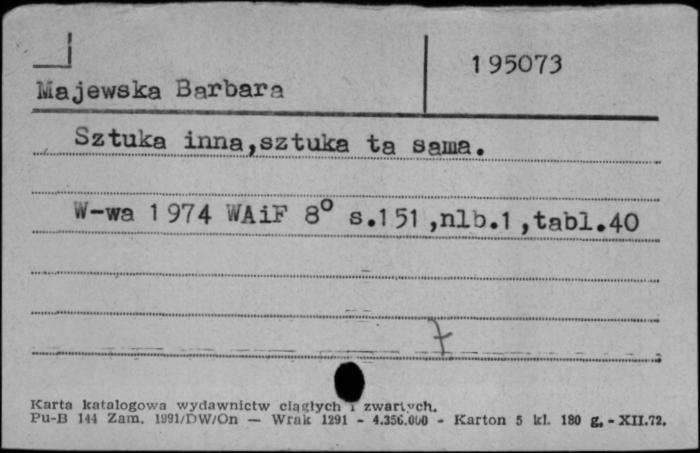 195073
Majewska Barbara
Sztuka inna,sztuka ta sama.
W-wa 1974 WAiF 8° s.151,nlb.1,tabl.40
7
Karta katalogowa wydawnictw ciągłych i zwartych.
Pu-B 144 Zam. 1991/DW/On — Wrak 1291 - 4.356.000 - Karton 5 kl. 180 g. - XII.72.